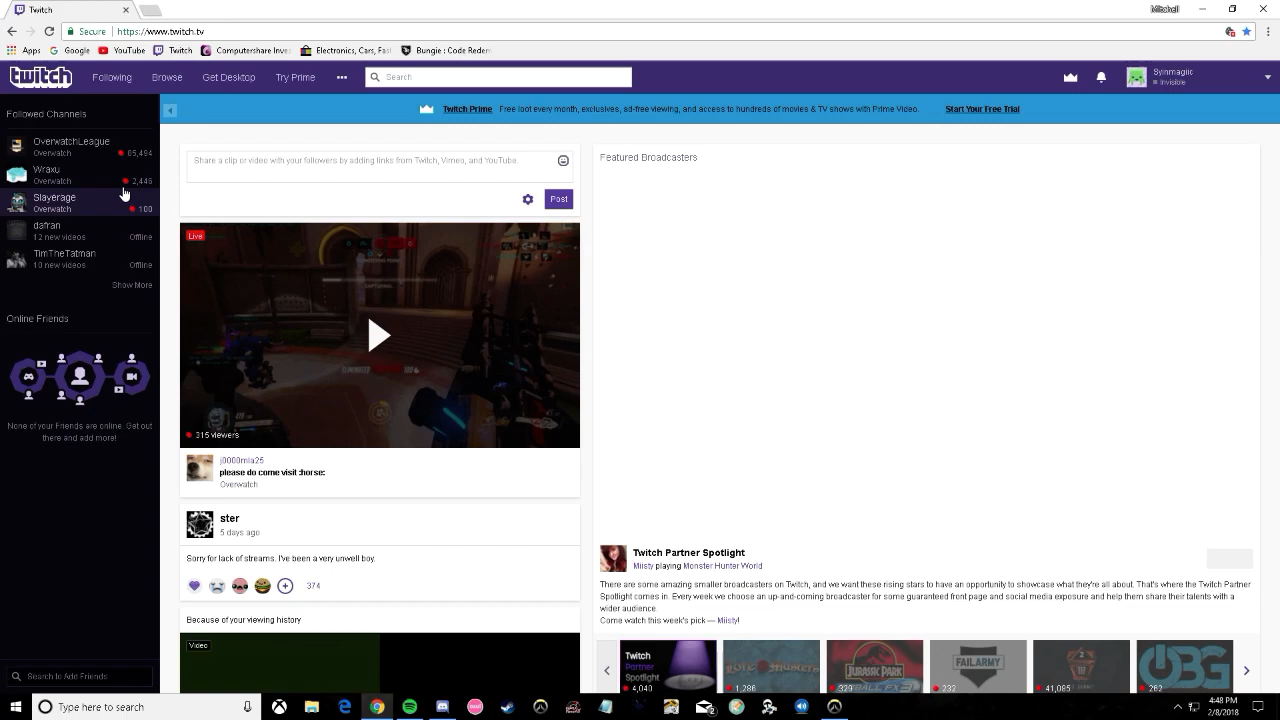 Twitch
Mitchell
Secure | https://www.twitch.tv
Apps Google YouTube Twitch Computershare Inves Electronics, Cars, Fash Bungie : Code Redem
twitch Following Browse Get Desktop Try Prime ••• Search
Syinmagiic
Invisible
Twitch Prime Free loot every month, exclusives, ad-free viewing, and access to hundreds of movies & TV shows with Prime Video. Start Your Free Trial
Followed Channels
OverwatchLeague
Overwatch 85,494
Wraxu
Overwatch 2,446
Slayerage
Overwatch 100
dafran
12 new videos Offline
TimTheTatman
10 new videos Offline
Show More
Online Friends
None of your Friends are online. Get out
there and add more!
Search to Add Friends
Share a clip or video with your followers by adding links from Twitch, Vimeo, and YouTube.
Post
Live
315 viewers
j0000mla25
please do come visit :horse:
Overwatch
ster
5 days ago
Sorry for lack of streams. I've been a very unwell boy.
374
Because of your viewing history
Video
Featured Broadcasters
Twitch Partner Spotlight
Miisty playing Monster Hunter World
There are some amazing smaller broadcasters on Twitch, and we want these rising stars to have an opportunity to showcase what they're all about. That's where the Twitch Partner
Spotlight comes in. Every week we choose an up-and-coming broadcaster for some guaranteed front page and social media exposure and help them share their talents with a
wider audience.
Come watch this week's pick — Miisty!
Twitch
Partner
Spotlight
4,040
1,286
JURASSIC
PARK
329
FAILARMY
232
41,085
OBG
262
Type here to search
4:48 PM
2/8/2018